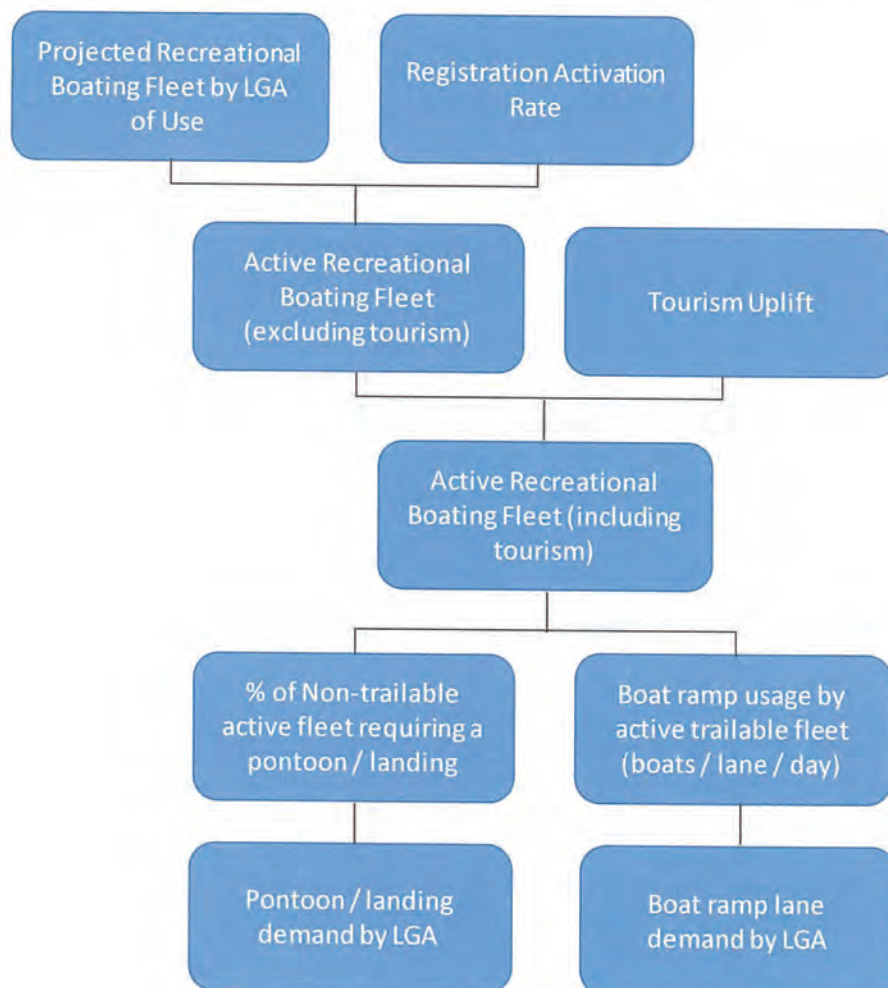 Projected Recreational
Boating Fleet by LGA
of Use
Registration Activation
Rate
Active Recreational
Boating Fleet
(excluding tourism)
Tourism Uplift
Active Recreational
Boating Fleet (including
tourism)
% of Non-trailable
active fleet requiring a
pontoon / landing
Boat ramp usage by
active trailable fleet
(boats / lane / day)
Pontoon / landing
demand by LGA
Boat ramp lane
demand by LGA